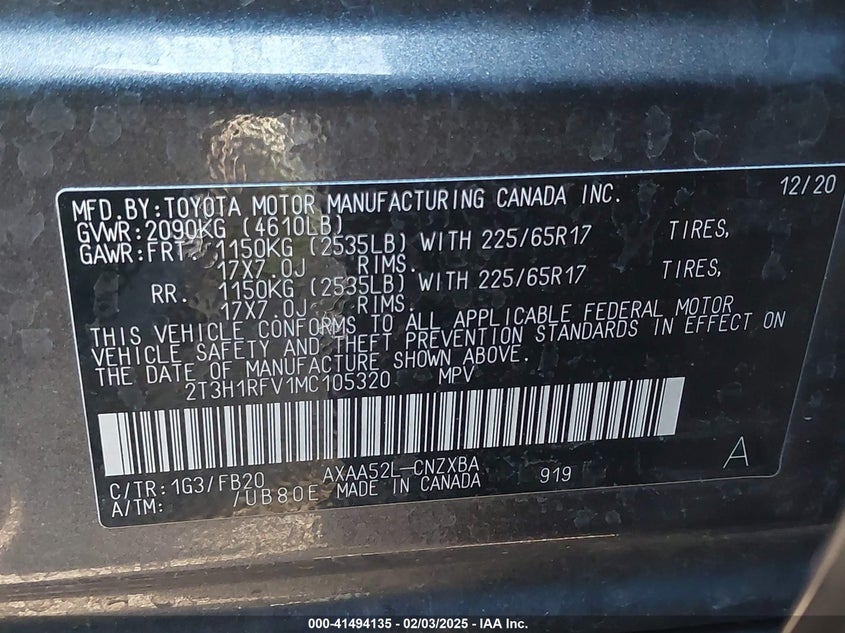 MFD.BY:TOYOTA MOTOR MANUFACTURING CANADA INC. 12/20
GVWR:2090KG (4610LB)
GAWR:FRT. 1150KG (2535LB) WITH 225/65R17 TIRES,
17X7.0J RIMS.
RR. 1150KG (2535LB) WITH 225/65R17 TIRES,
17X7.0J RIMS.
THIS VEHICLE CONFORMS TO ALL APPLICABLE FEDERAL MOTOR
VEHICLE SAFETY AND THEFT PREVENTION STANDARDS IN EFFECT ON
THE DATE OF MANUFACTURE SHOWN ABOVE.
2T3H1RFV1MC105320 MPV
A
C/TR:1G3/FB20 AXAA52L-CNZXBA 919
A/TM: /UB80E MADE IN CANADA
000-41494135 - 02/03/2025 - IAA Inc.